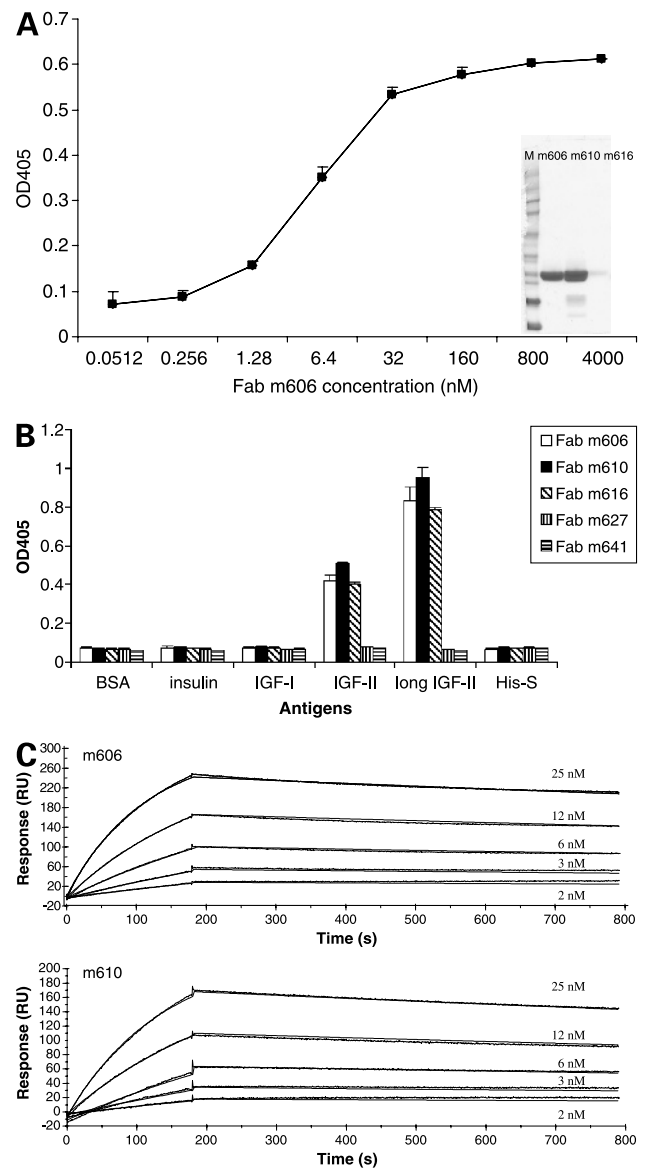 A
0.7
0.6
0.5
0.4
0.3
0.2
0.1
0
OD405
M m606 m610 m616
0.0512 0.256 1.28 6.4 32 160 800 4000
Fab m606 concentration (nM)
B
1.2
1
0.8
0.6
0.4
0.2
0
OD405
Fab m606
Fab m610
Fab m616
Fab m627
Fab m641
BSA insulin IGF-I IGF-II long IGF-II His-S
Antigens
C
m606
300
260
220
180
140
100
60
20
-20
Response (RU)
25 nM
12 nM
6 nM
3 nM
2 nM
0 100 200 300 400 500 600 700 800
Time (s)
m610
200
180
160
140
120
100
80
60
40
20
0
-20
Response (RU)
25 nM
12 nM
6 nM
3 nM
2 nM
0 100 200 300 400 500 600 700 800
Time (s)